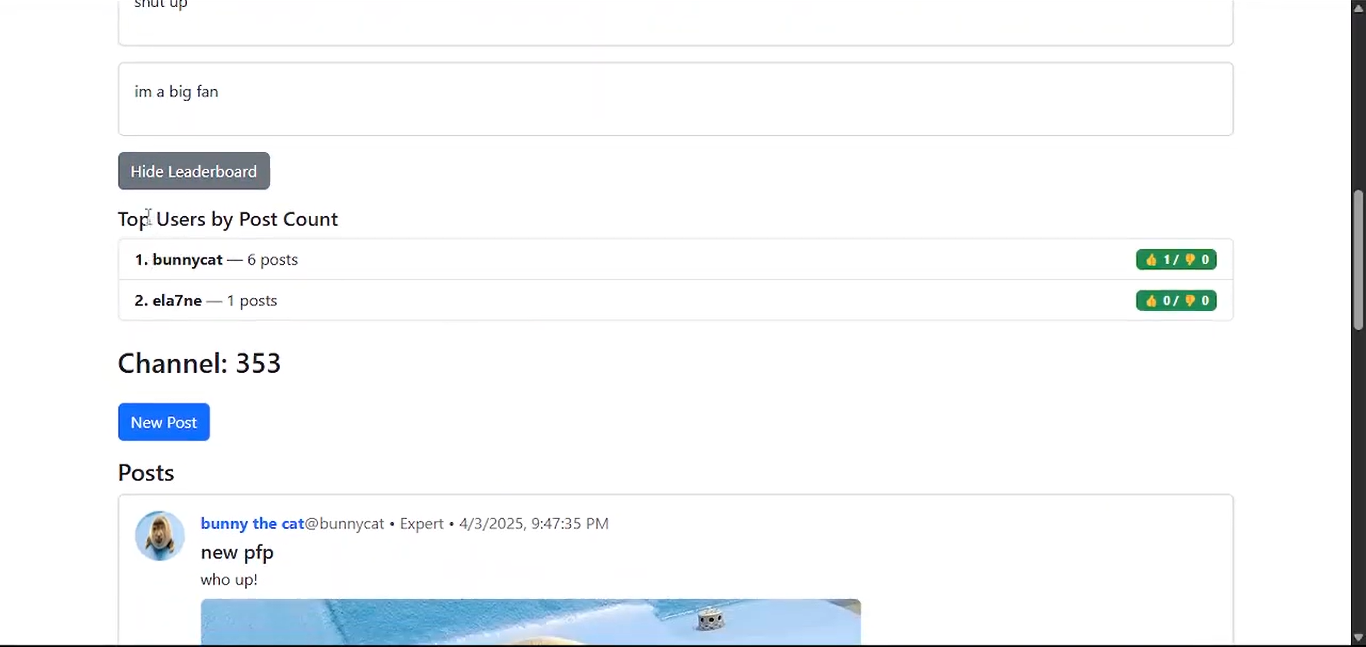 shut up
im a big fan
Hide Leaderboard
Top Users by Post Count
1. bunnycat — 6 posts 👍 1 / 👎 0
2. ela7ne — 1 posts 👍 0 / 👎 0
Channel: 353
New Post
Posts
bunny the cat@bunnycat • Expert • 4/3/2025, 9:47:35 PM
new pfp
who up!